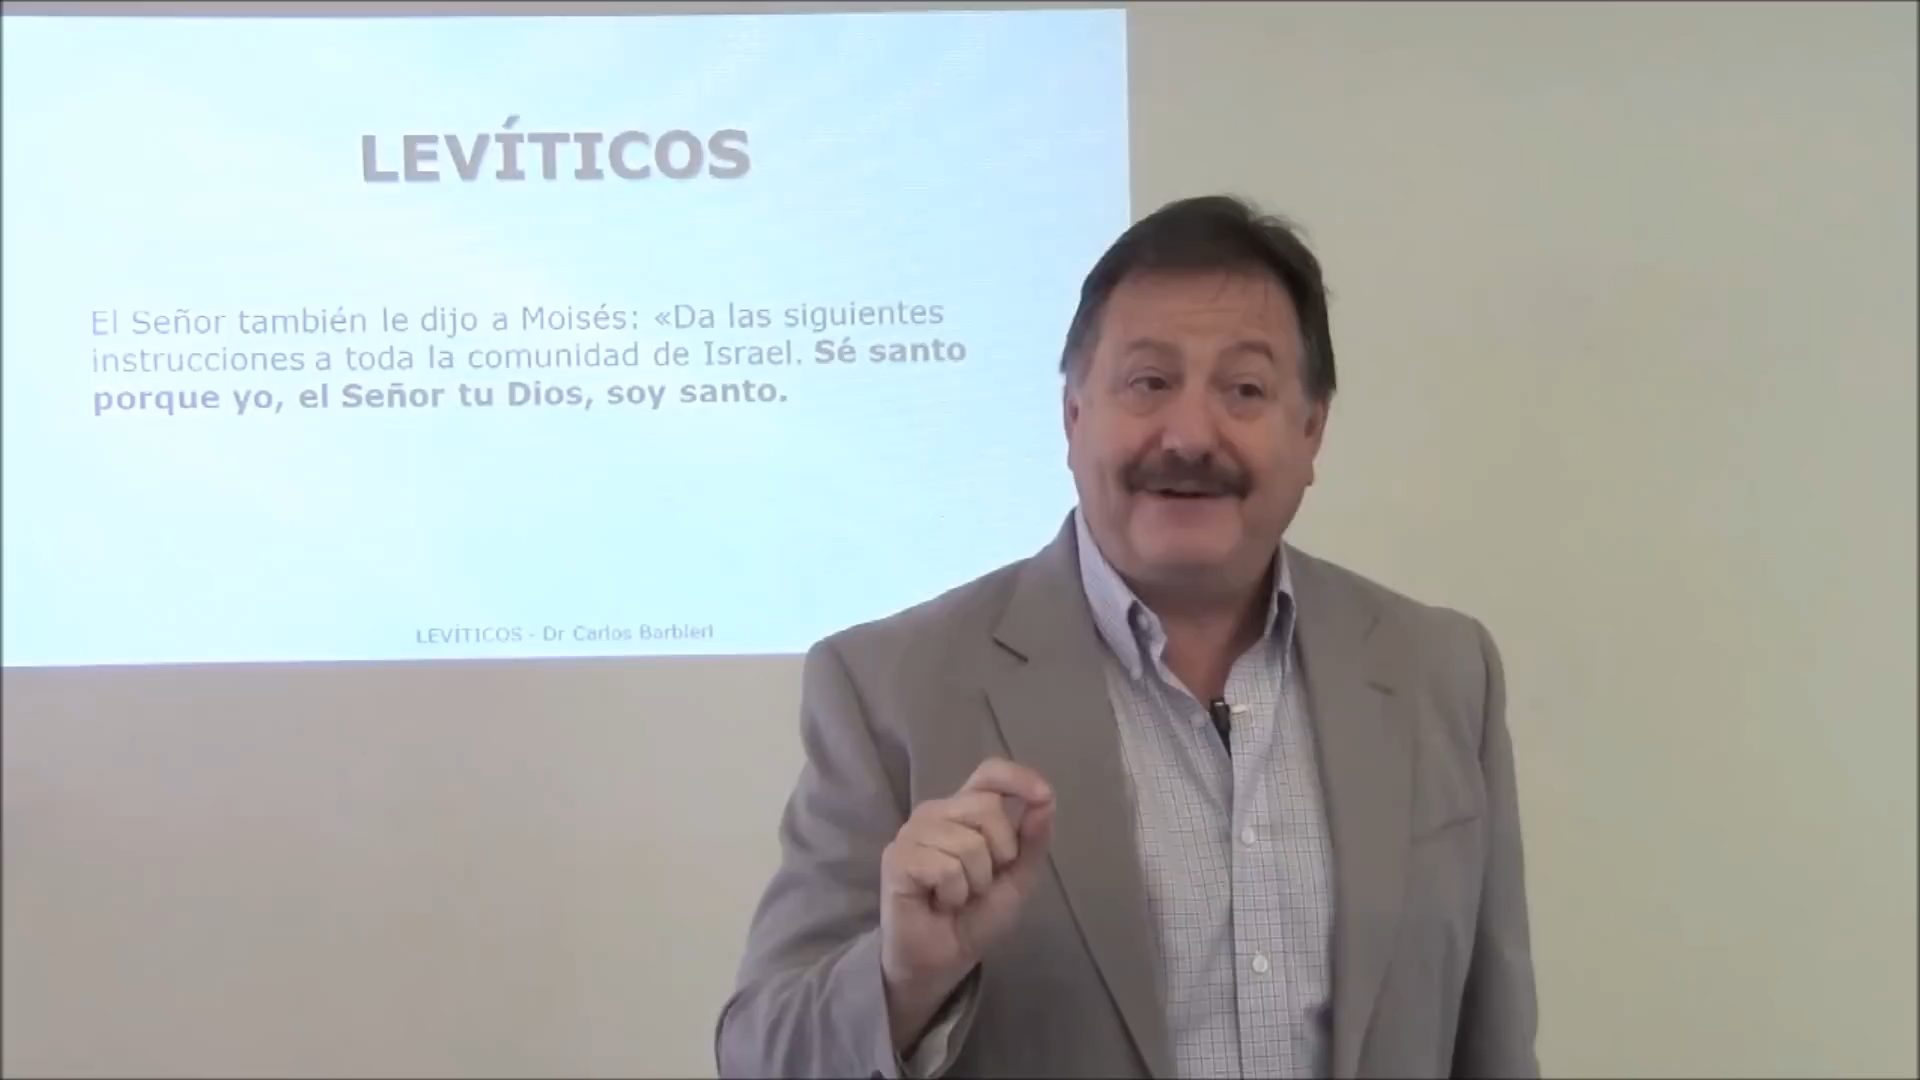 LEVÍTICOS
El Señor también le dijo a Moisés: «Da las siguientes
instrucciones a toda la comunidad de Israel. Sé santo
porque yo, el Señor tu Dios, soy santo.
LEVÍTICOS - Dr Carlos Barbieri